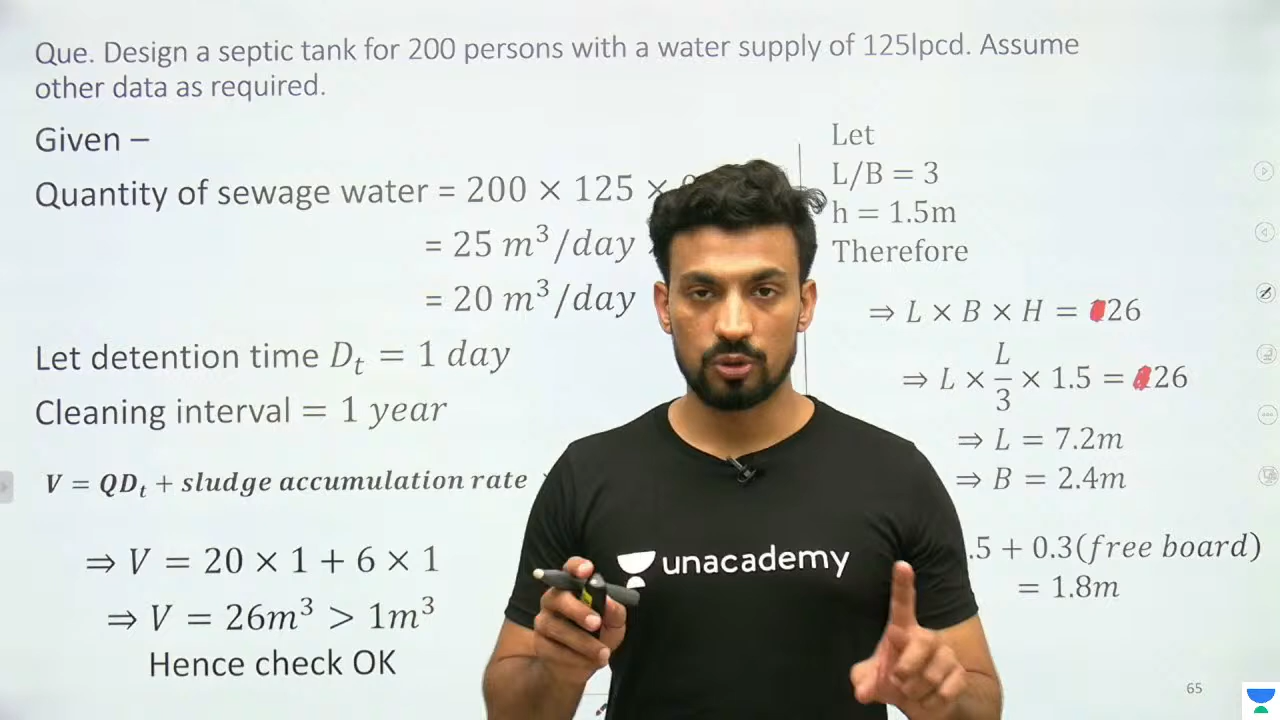 Que. Design a septic tank for 200 persons with a water supply of 125lpcd. Assume
other data as required.
Given –
Quantity of sewage water = 200 × 125 ×
= 25 m³/day
= 20 m³/day
Let detention time Dₜ = 1 day
Cleaning interval = 1 year
V = QDₜ + sludge accumulation rate
⇒ V = 20 × 1 + 6 × 1
⇒ V = 26m³ > 1m³
Hence check OK
Let
L/B = 3
h = 1.5m
Therefore
⇒ L × B × H = 26
⇒ L × L/3 × 1.5 = 26
⇒ L = 7.2m
⇒ B = 2.4m
.5 + 0.3(free board)
= 1.8m
unacademy
65